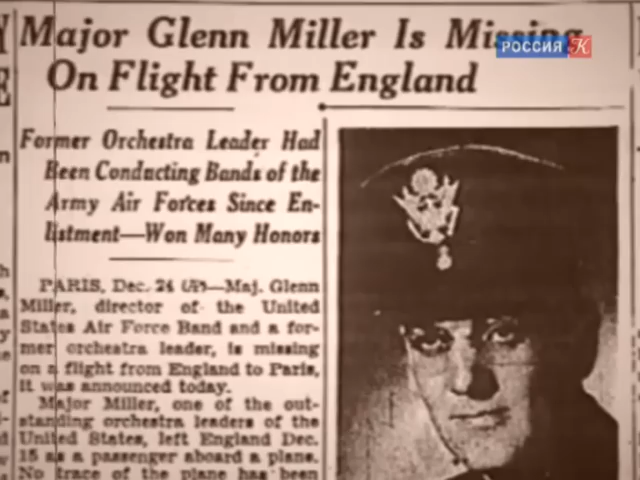 Major Glenn Miller Is Missing
РОССИЯ К
On Flight From England
Former Orchestra Leader Had
Been Conducting Bands of the
Army Air Forces Since En-
listment—Won Many Honors
PARIS, Dec. 24 (UP)—Maj. Glenn
Miller, director of the United
States Air Force Band and a for-
mer orchestra leader, is missing
on a flight from England to Paris,
it was announced today.
Major Miller, one of the out-
standing orchestra leaders of the
United States, left England Dec.
15 as a passenger aboard a plane.
No trace of the plane has been